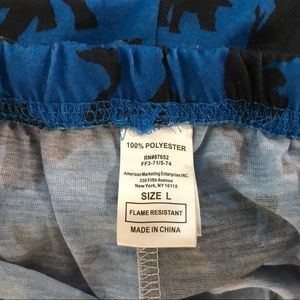 100% POLYESTER
RN#87652
FF3-71/5-74
American Marketing Enterprises INC.
350 Fifth Avenue
New York, NY 10118
SIZE L
FLAME RESISTANT
MADE IN CHINA